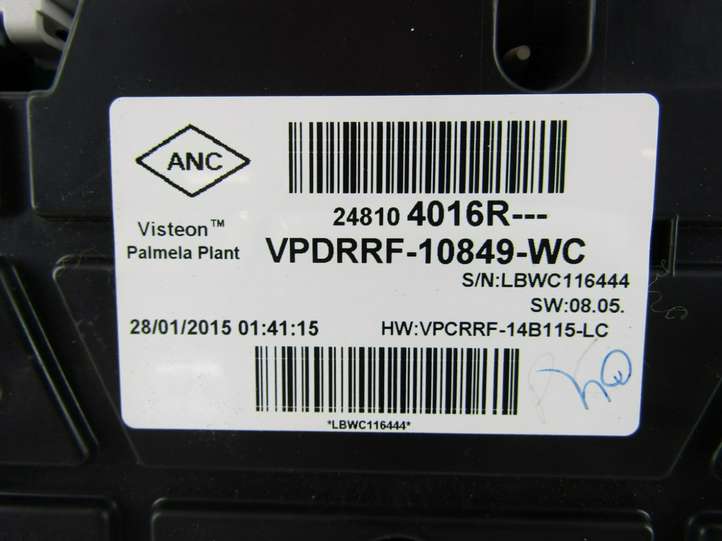 ANC
24810 4016R---
Visteon™
Palmela Plant
VPDRRF-10849-WC
S/N:LBWC116444
SW:08.05.
28/01/2015 01:41:15
HW:VPCRRF-14B115-LC
*LBWC116444*